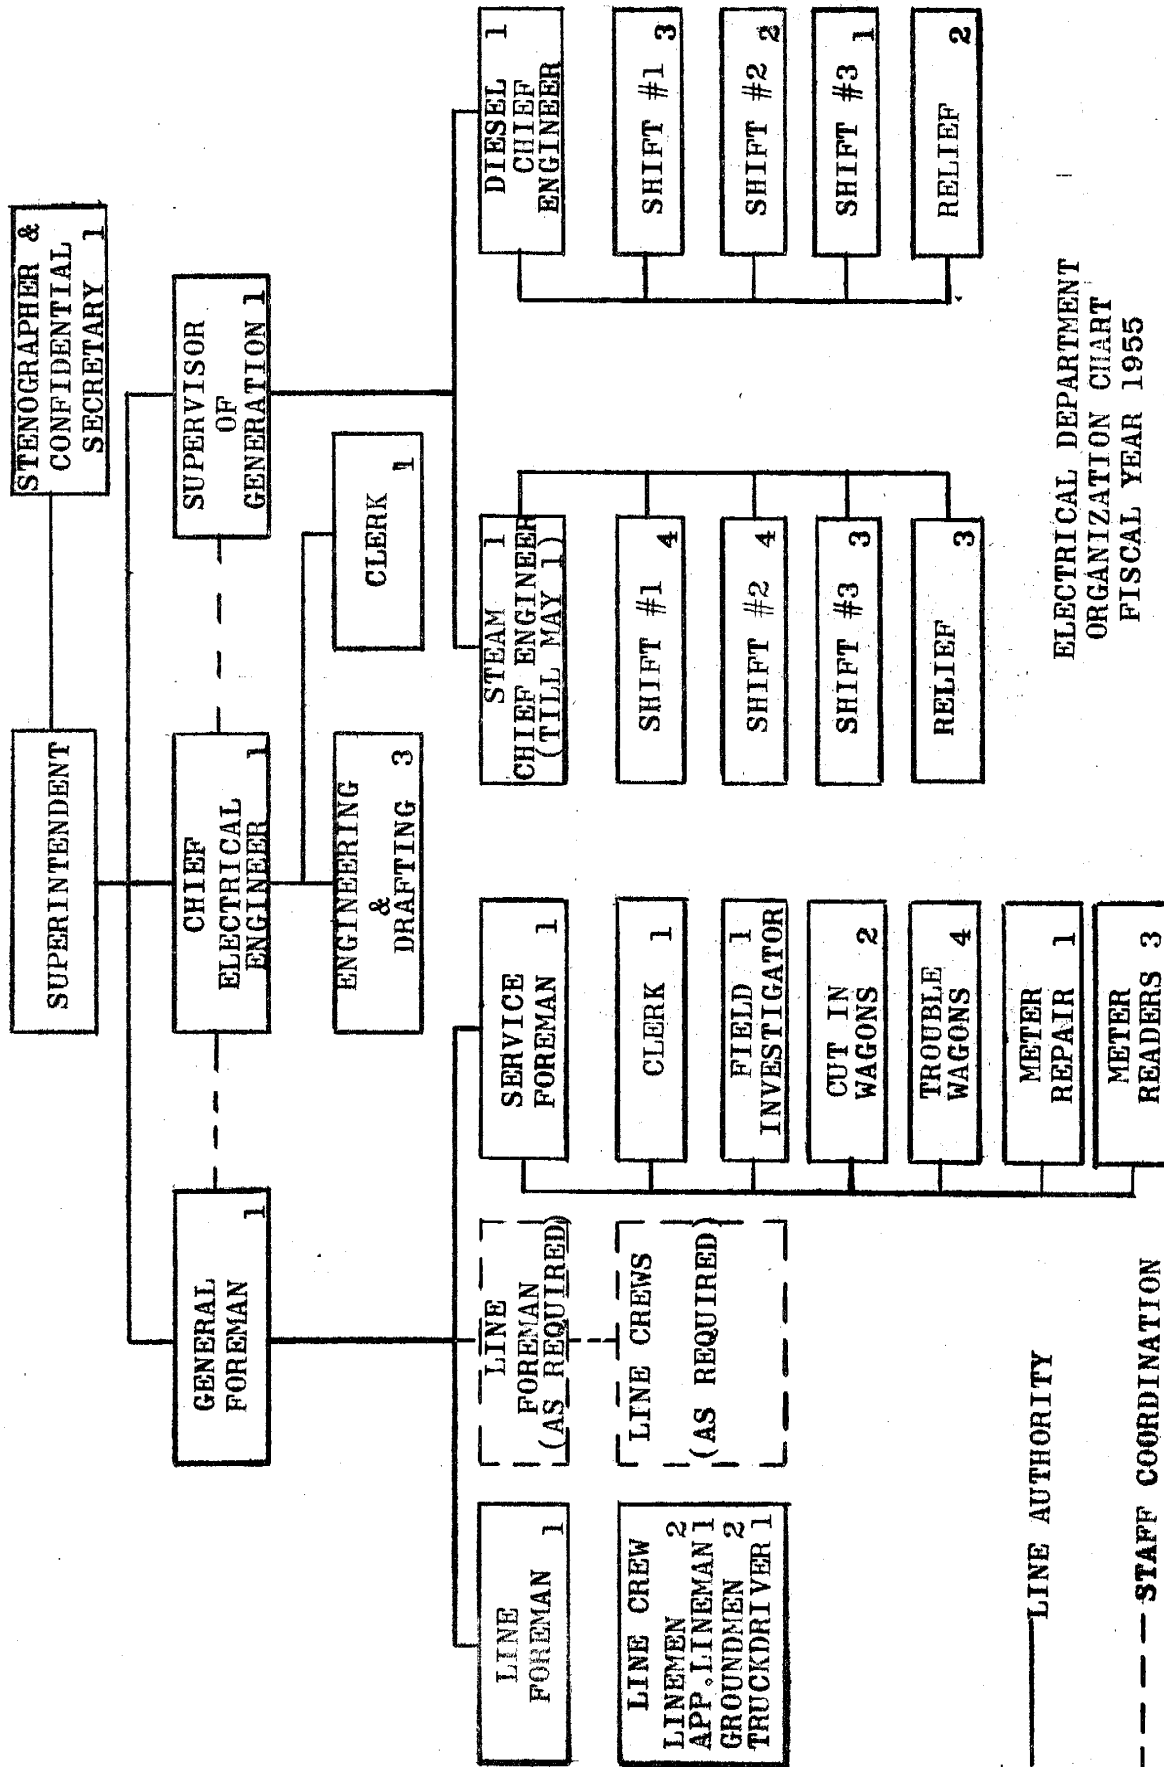 SUPERINTENDENT
STENOGRAPHER &
CONFIDENTIAL
SECRETARY 1
GENERAL
FOREMAN 1
CHIEF
ELECTRICAL
ENGINEER 1
SUPERVISOR
OF
GENERATION 1
ENGINEERING
&
DRAFTING 3
CLERK 1
LINE
FOREMAN 1
LINE
FOREMAN
(AS REQUIRED)
SERVICE
FOREMAN 1
STEAM 1
CHIEF ENGINEER
(TILL MAY 1)
DIESEL 1
CHIEF
ENGINEER
LINE CREW
LINEMEN 2
APP.LINEMAN 1
GROUNDMEN 2
TRUCKDRIVER 1
LINE CREWS
(AS REQUIRED)
CLERK 1
FIELD 1
INVESTIGATOR
CUT IN
WAGONS 2
TROUBLE
WAGONS 4
METER
REPAIR 1
METER
READERS 3
SHIFT #1 4
SHIFT #2 4
SHIFT #3 3
RELIEF 3
SHIFT #1 3
SHIFT #2 2
SHIFT #3 1
RELIEF 2
LINE AUTHORITY
STAFF COORDINATION
ELECTRICAL DEPARTMENT
ORGANIZATION CHART
FISCAL YEAR 1955